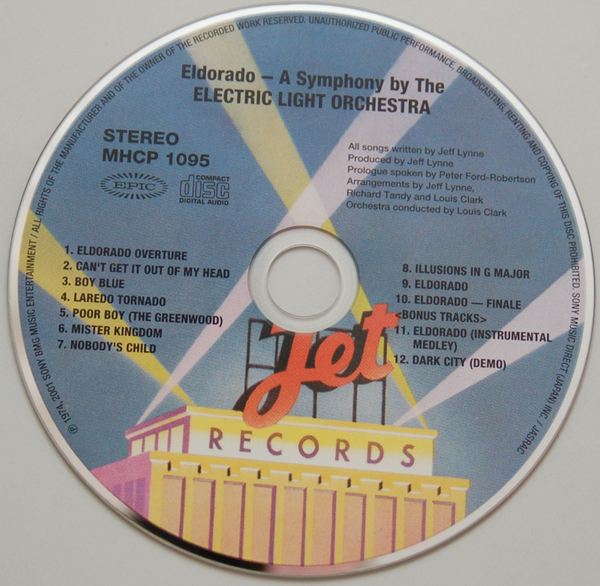 ℗ 1974, 2001 SONY BMG MUSIC ENTERTAINMENT / ALL RIGHTS OF THE MANUFACTURER AND OF THE OWNER OF THE RECORDED WORK RESERVED. UNAUTHORIZED PUBLIC PERFORMANCE, BROADCASTING, RENTING AND COPYING OF THIS DISC PROHIBITED. SONY MUSIC DIRECT (JAPAN) INC. / JASRAC
Eldorado – A Symphony by The
ELECTRIC LIGHT ORCHESTRA
STEREO
MHCP 1095
EPIC
COMPACT
disc
DIGITAL AUDIO
All songs written by Jeff Lynne
Produced by Jeff Lynne
Prologue spoken by Peter Ford-Robertson
Arrangements by Jeff Lynne,
Richard Tandy and Louis Clark
Orchestra conducted by Louis Clark
1. ELDORADO OVERTURE
2. CAN'T GET IT OUT OF MY HEAD
3. BOY BLUE
4. LAREDO TORNADO
5. POOR BOY (THE GREENWOOD)
6. MISTER KINGDOM
7. NOBODY'S CHILD
8. ILLUSIONS IN G MAJOR
9. ELDORADO
10. ELDORADO — FINALE
<BONUS TRACKS>
11. ELDORADO (INSTRUMENTAL
MEDLEY)
12. DARK CITY (DEMO)
Jet
RECORDS